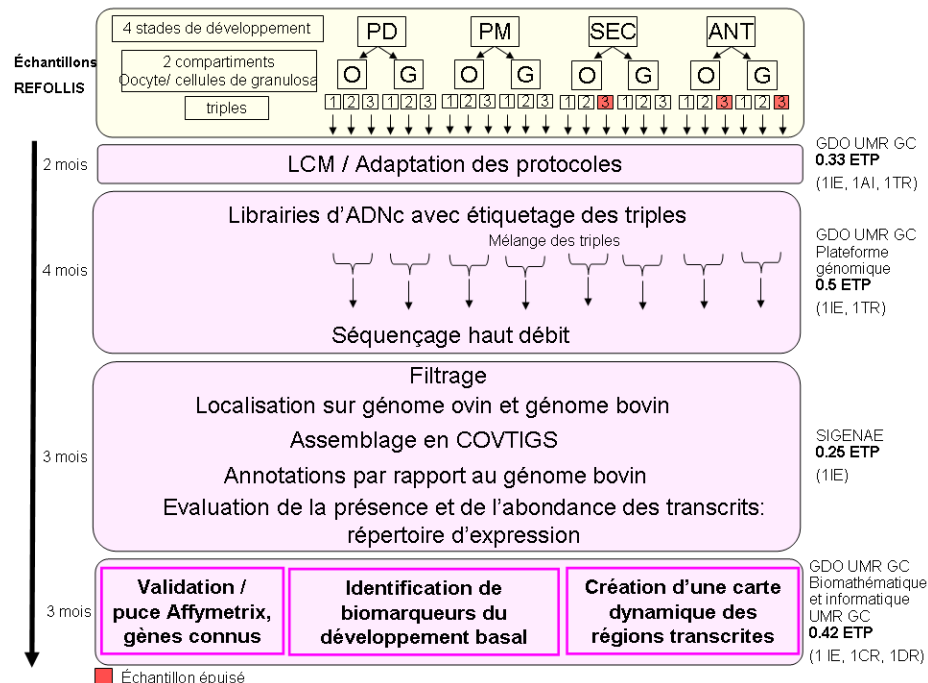 4 stades de développement
PD PM SEC ANT
Échantillons
REFOLLIS
2 compartiments
Oocyte/ cellules de granulosa
O G O G O G O G
triples
1 2 3 1 2 3 1 2 3 1 2 3 1 2 3 1 2 3 1 2 3 1 2 3
2 mois
LCM / Adaptation des protocoles
GDO UMR GC
0.33 ETP
(1IE, 1AI, 1TR)
4 mois
Librairies d'ADNc avec étiquetage des triples
Mélange des triples
Séquençage haut débit
GDO UMR GC
Plateforme
génomique
0.5 ETP
(1IE, 1TR)
3 mois
Filtrage
Localisation sur génome ovin et génome bovin
Assemblage en COVTIGS
Annotations par rapport au génome bovin
Evaluation de la présence et de l'abondance des transcrits:
répertoire d'expression
SIGENAE
0.25 ETP
(1IE)
3 mois
Validation /
puce Affymetrix,
gènes connus
Identification de
biomarqueurs du
développement basal
Création d'une carte
dynamique des
régions transcrites
GDO UMR GC
Biomathématique
et informatique
UMR GC
0.42 ETP
(1 IE, 1CR, 1DR)
Échantillon épuisé